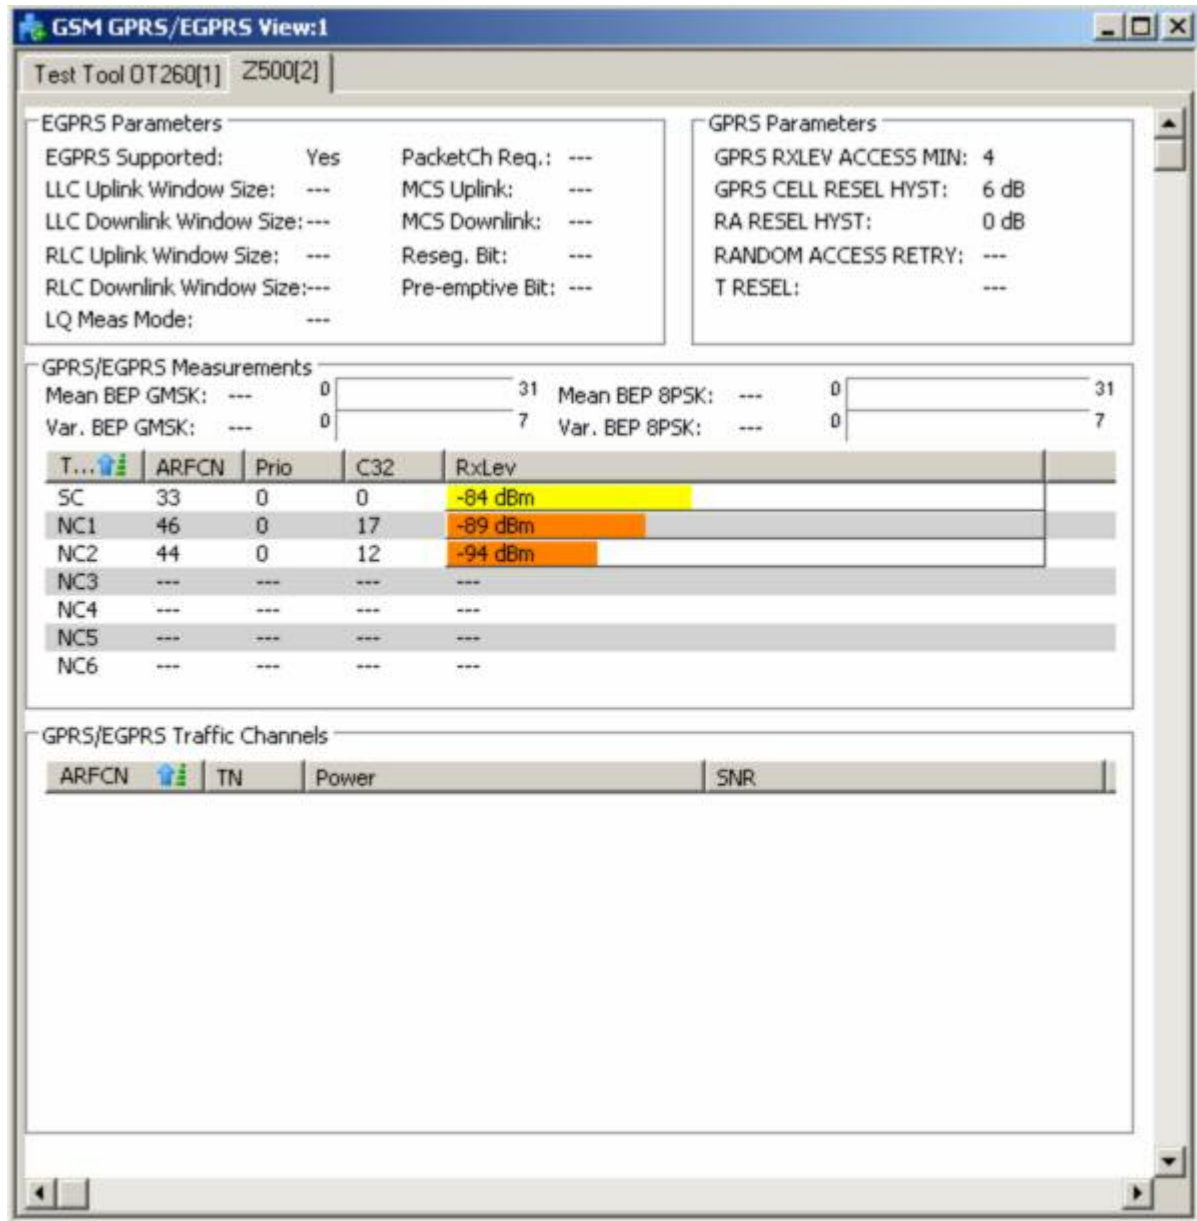 GSM GPRS/EGPRS View:1
Test Tool OT260[1] Z500[2]
EGPRS Parameters
EGPRS Supported: Yes PacketCh Req.: ---
LLC Uplink Window Size: --- MCS Uplink: ---
LLC Downlink Window Size: --- MCS Downlink: ---
RLC Uplink Window Size: --- Reseg. Bit: ---
RLC Downlink Window Size: --- Pre-emptive Bit: ---
LQ Meas Mode: ---
GPRS Parameters
GPRS RXLEV ACCESS MIN: 4
GPRS CELL RESEL HYST: 6 dB
RA RESEL HYST: 0 dB
RANDOM ACCESS RETRY: ---
T RESEL: ---
GPRS/EGPRS Measurements
Mean BEP GMSK: --- 0 31 Mean BEP 8PSK: --- 0 31
Var. BEP GMSK: --- 0 7 Var. BEP 8PSK: --- 0 7
T... ARFCN Prio C32 RxLev
SC 33 0 0 -84 dBm
NC1 46 0 17 -89 dBm
NC2 44 0 12 -94 dBm
NC3 --- --- --- ---
NC4 --- --- --- ---
NC5 --- --- --- ---
NC6 --- --- --- ---
GPRS/EGPRS Traffic Channels
ARFCN TN Power SNR